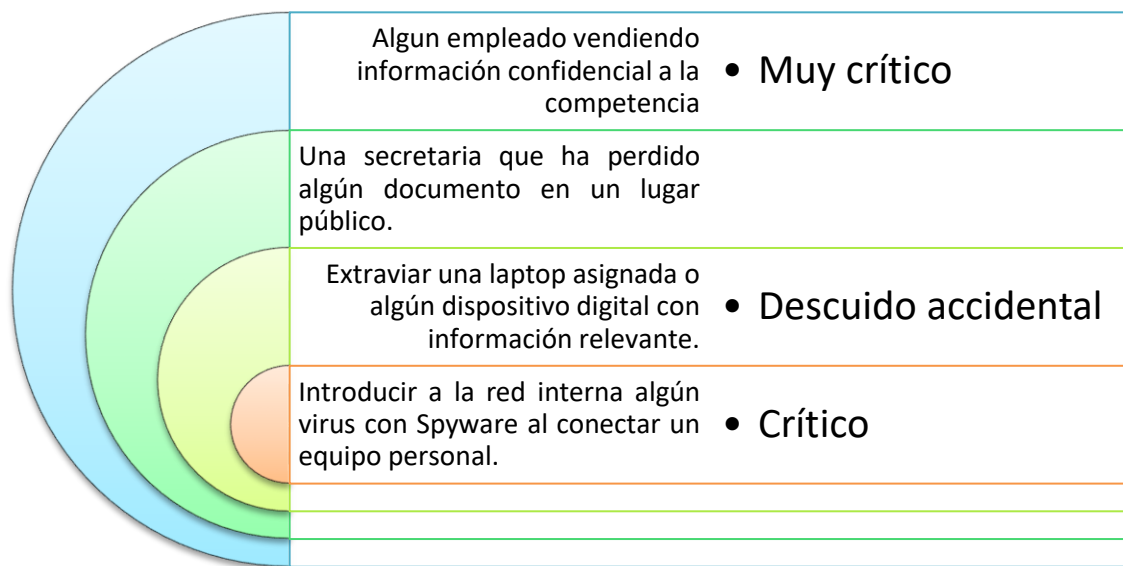 Algun empleado vendiendo
información confidencial a la
competencia
• Muy crítico
Una secretaria que ha perdido
algún documento en un lugar
público.
Extraviar una laptop asignada o
algún dispositivo digital con
información relevante.
• Descuido accidental
Introducir a la red interna algún
virus con Spyware al conectar un
equipo personal.
• Crítico